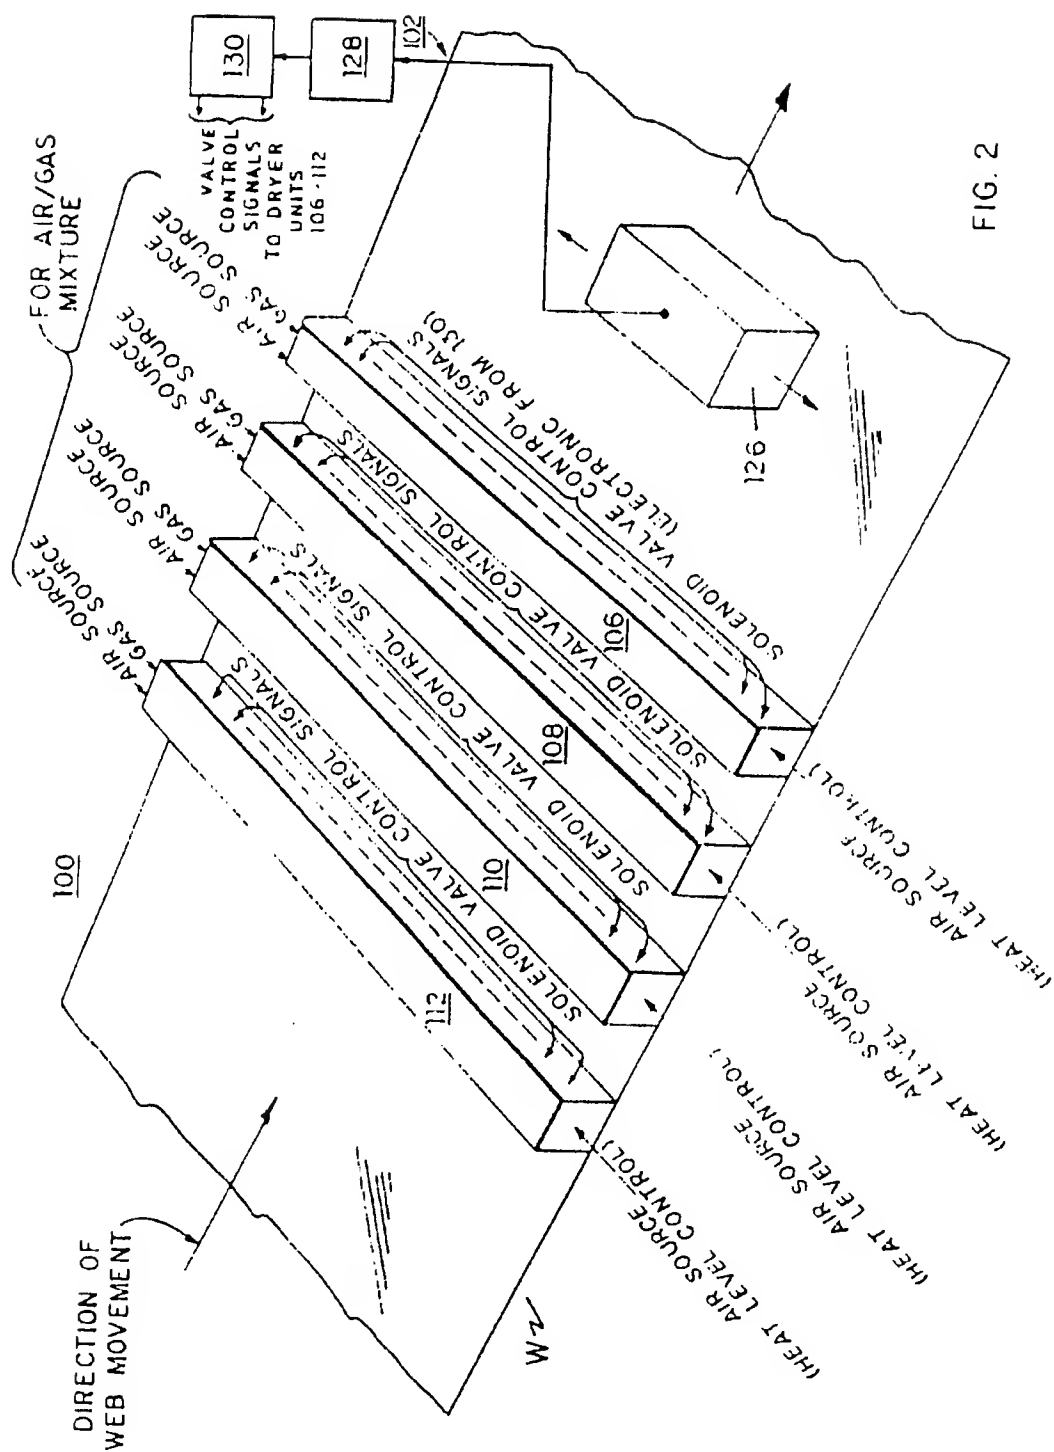 DIRECTION OF
WEB MOVEMENT
100
W
FOR AIR/GAS
MIXTURE
AIR SOURCE
GAS SOURCE
AIR SOURCE
GAS SOURCE
AIR SOURCE
GAS SOURCE
AIR SOURCE
GAS SOURCE
130
128
102
VALVE
CONTROL
SIGNALS
TO DRYER
UNITS
106-112
112
SOLENOID VALVE CONTROL SIGNALS
110
SOLENOID VALVE CONTROL SIGNALS
108
SOLENOID VALVE CONTROL SIGNALS
106
SOLENOID VALVE CONTROL SIGNALS
(ELECTRONIC FROM 130)
126
AIR SOURCE
(HEAT LEVEL CONTROL)
AIR SOURCE
(HEAT LEVEL CONTROL)
AIR SOURCE
(HEAT LEVEL CONTROL)
AIR SOURCE
(HEAT LEVEL CONTROL)
FIG. 2